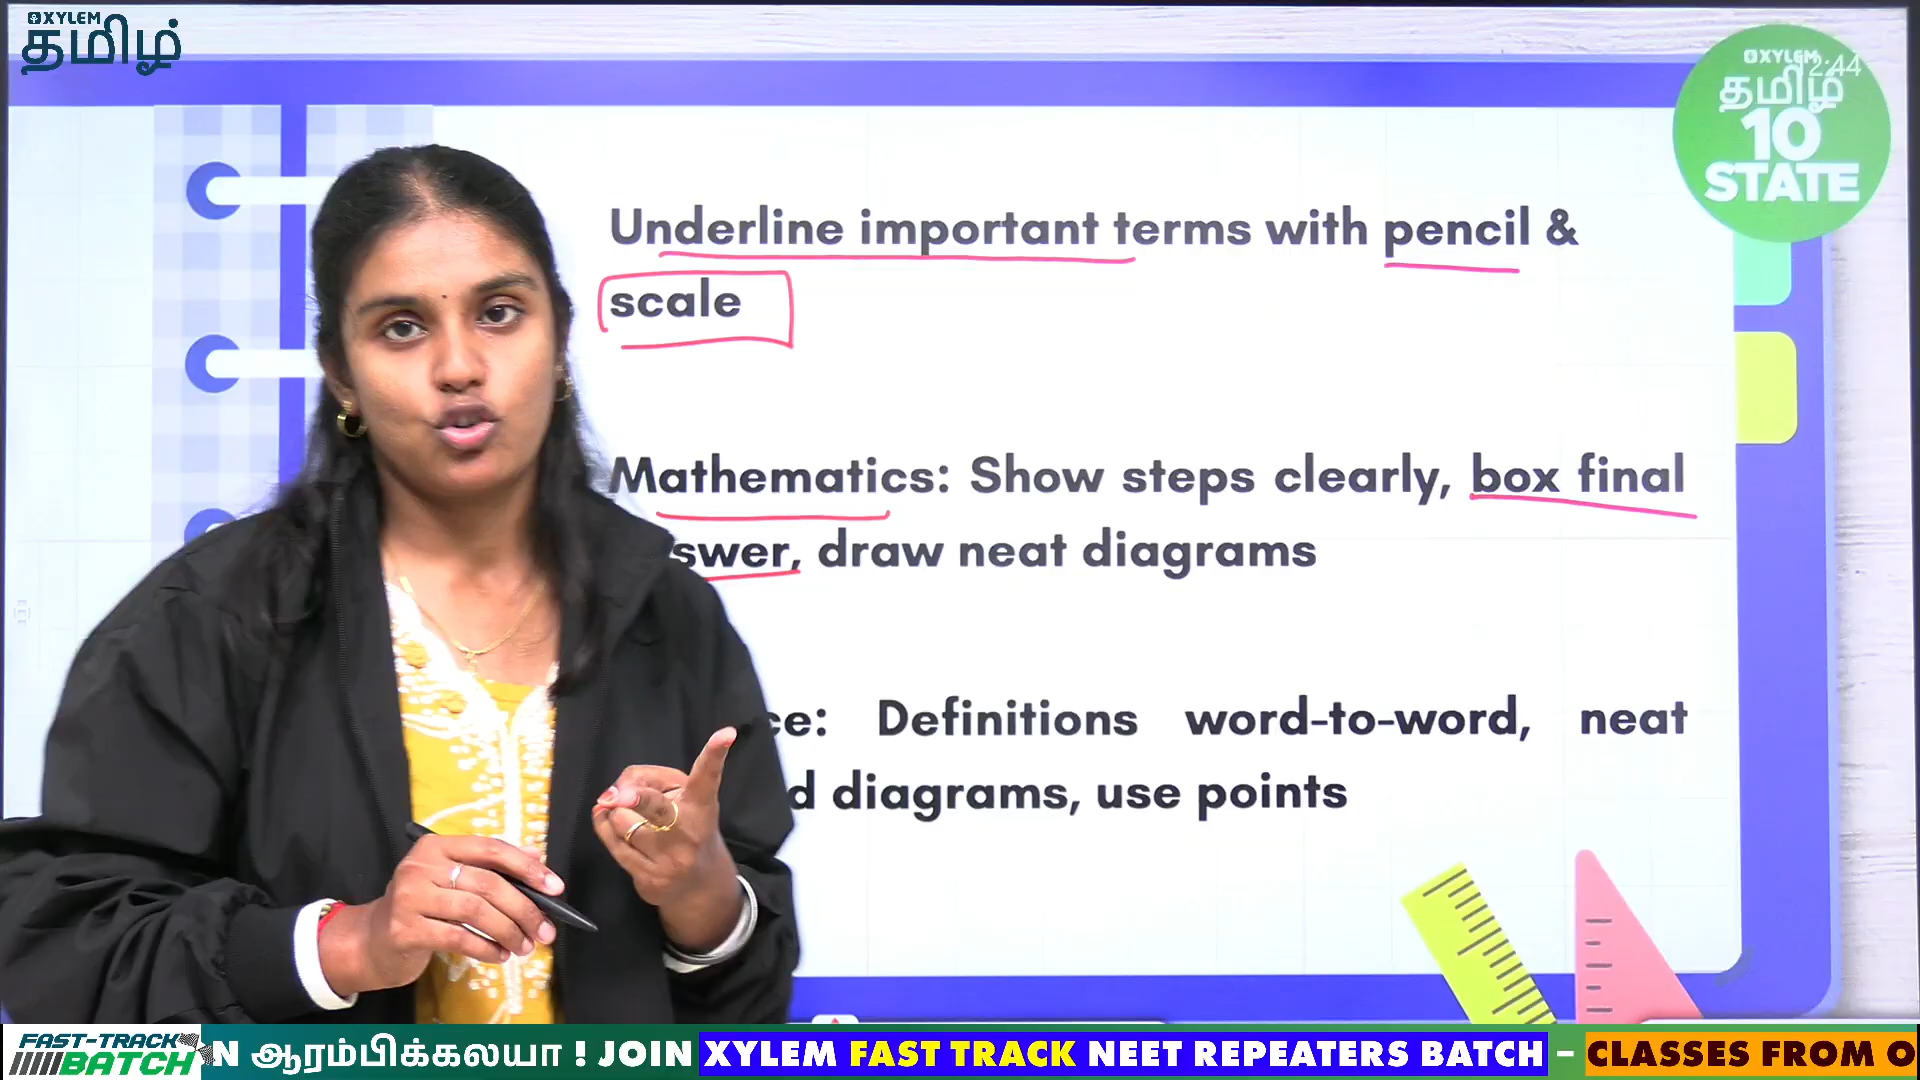 XYLEM
தமிழ்
XYLEM
2:44
தமிழ்
10
STATE
Underline important terms with pencil &
scale
Mathematics: Show steps clearly, box final
swer, draw neat diagrams
ce: Definitions word-to-word, neat
d diagrams, use points
FAST-TRACK
BATCH
N ஆரம்பிக்கலயா ! JOIN XYLEM FAST TRACK NEET REPEATERS BATCH – CLASSES FROM O